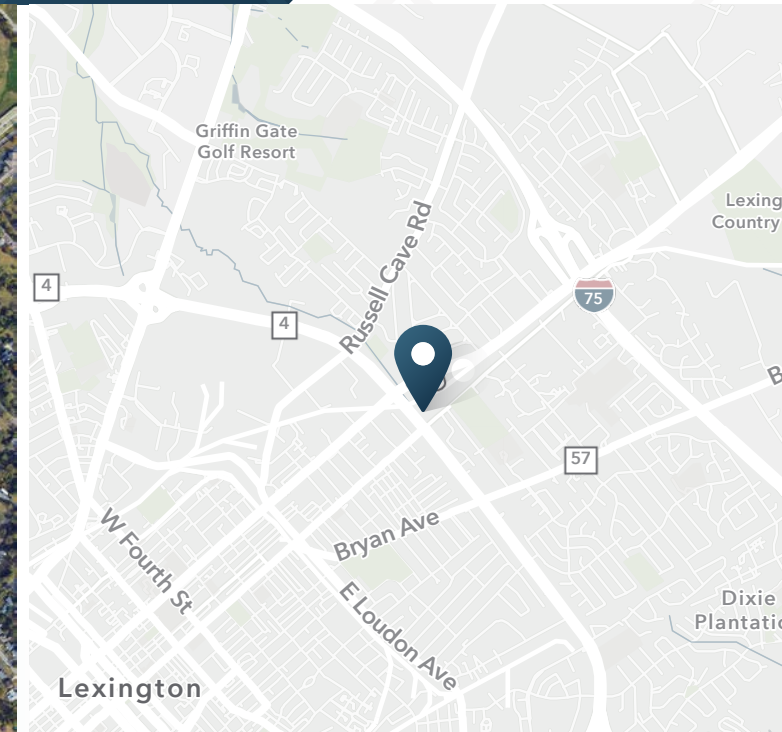 Griffin Gate
Golf Resort
Lexing
Country
Russell Cave Rd
4
75
4
B
57
Bryan Ave
W Fourth St
E Loudon Ave
Dixie
Plantatio
Lexington